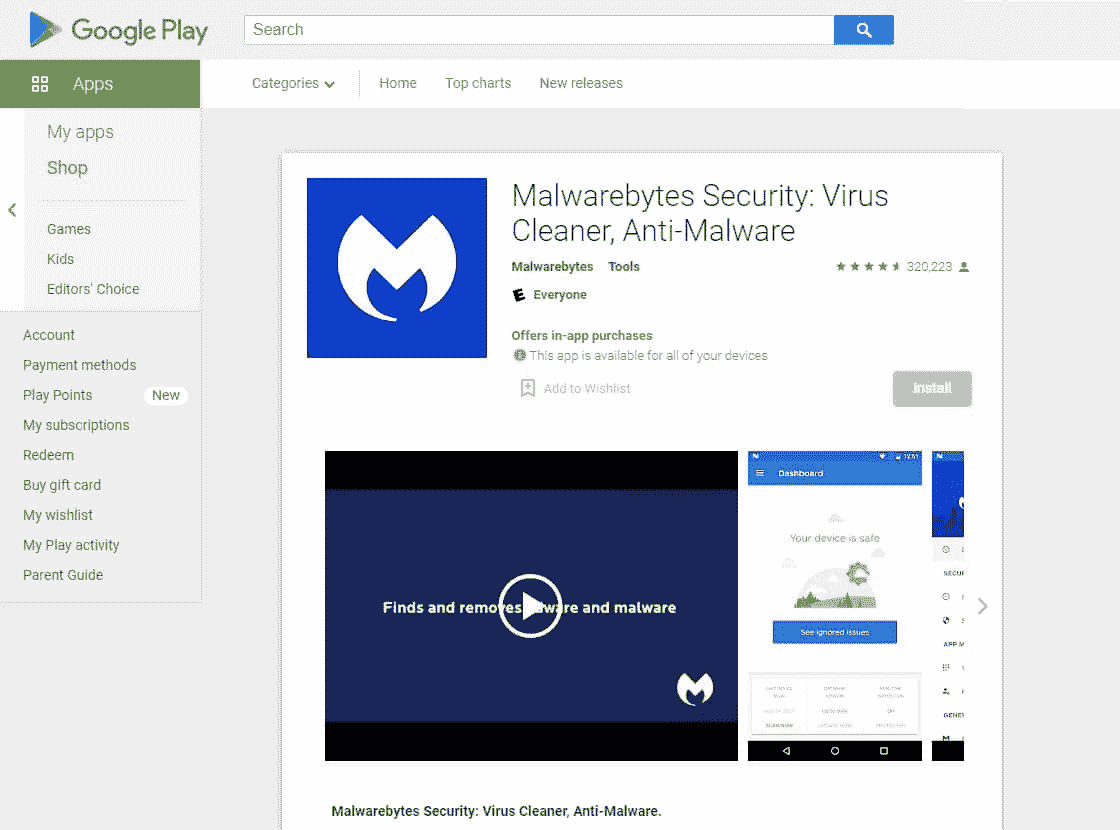 Google Play
Search
Apps
Categories
Home
Top charts
New releases
My apps
Shop
Games
Kids
Editors' Choice
Account
Payment methods
Play Points
New
My subscriptions
Redeem
Buy gift card
My wishlist
My Play activity
Parent Guide
Malwarebytes Security: Virus
Cleaner, Anti-Malware
Malwarebytes Tools
320,223
E Everyone
Offers in-app purchases
This app is available for all of your devices
Add to Wishlist
Install
Finds and removes and malware
Dashboard
Your device is safe
See ignored issues
Malwarebytes Security: Virus Cleaner, Anti-Malware.